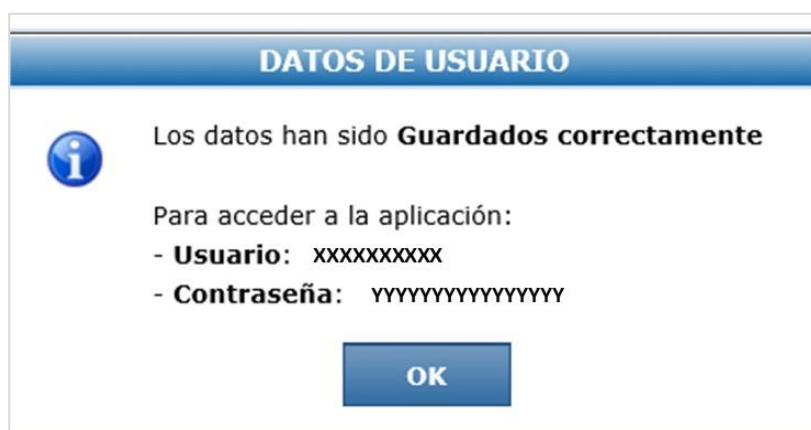 DATOS DE USUARIO
Los datos han sido Guardados correctamente
Para acceder a la aplicación:
- Usuario: XXXXXXXXXX
- Contraseña: YYYYYYYYYYYYYYYY
OK